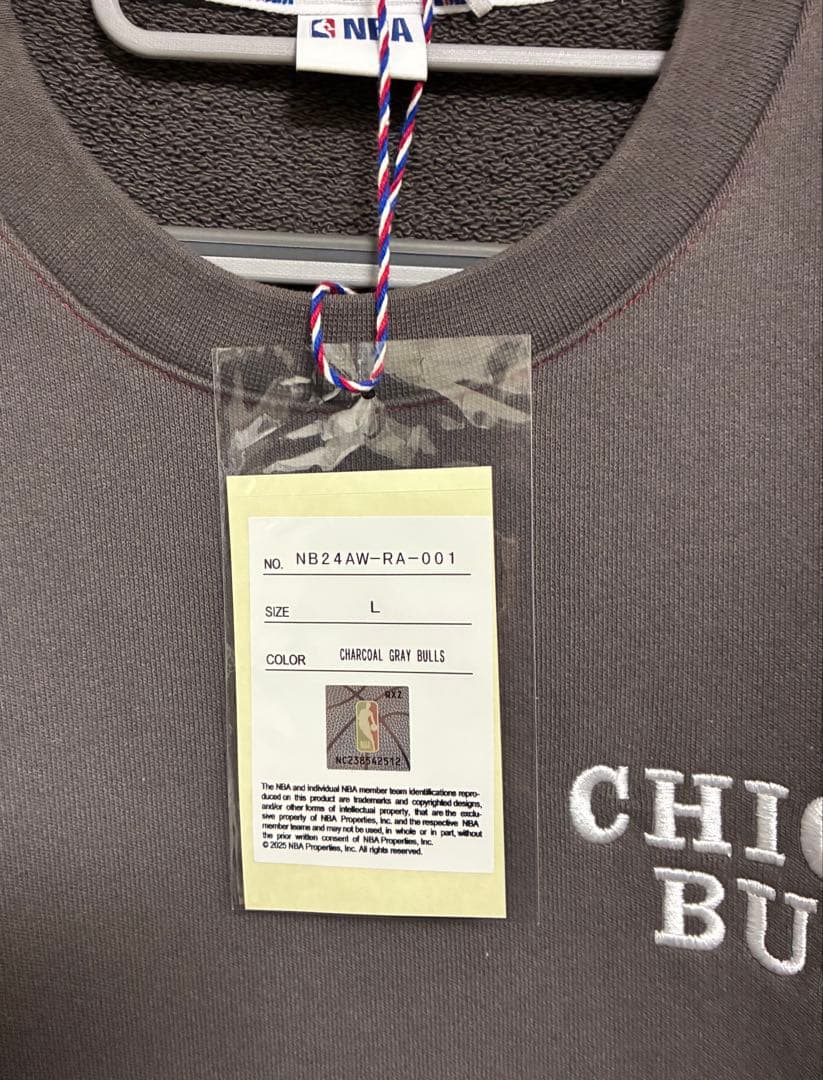 NBA
NO. NB24AW-RA-001
SIZE L
COLOR CHARCOAL GRAY BULLS
RXZ
NC238542512
The NBA and individual NBA member team identifications repro-
duced on this product are trademarks and copyrighted designs,
and/or other forms of intellectual property, that are the exclu-
sive property of NBA Properties, Inc. and the respective NBA
member teams and may not be used, in whole or in part, without
the prior written consent of NBA Properties, Inc.
© 2025 NBA Properties, Inc. All rights reserved.
CHIC
BU